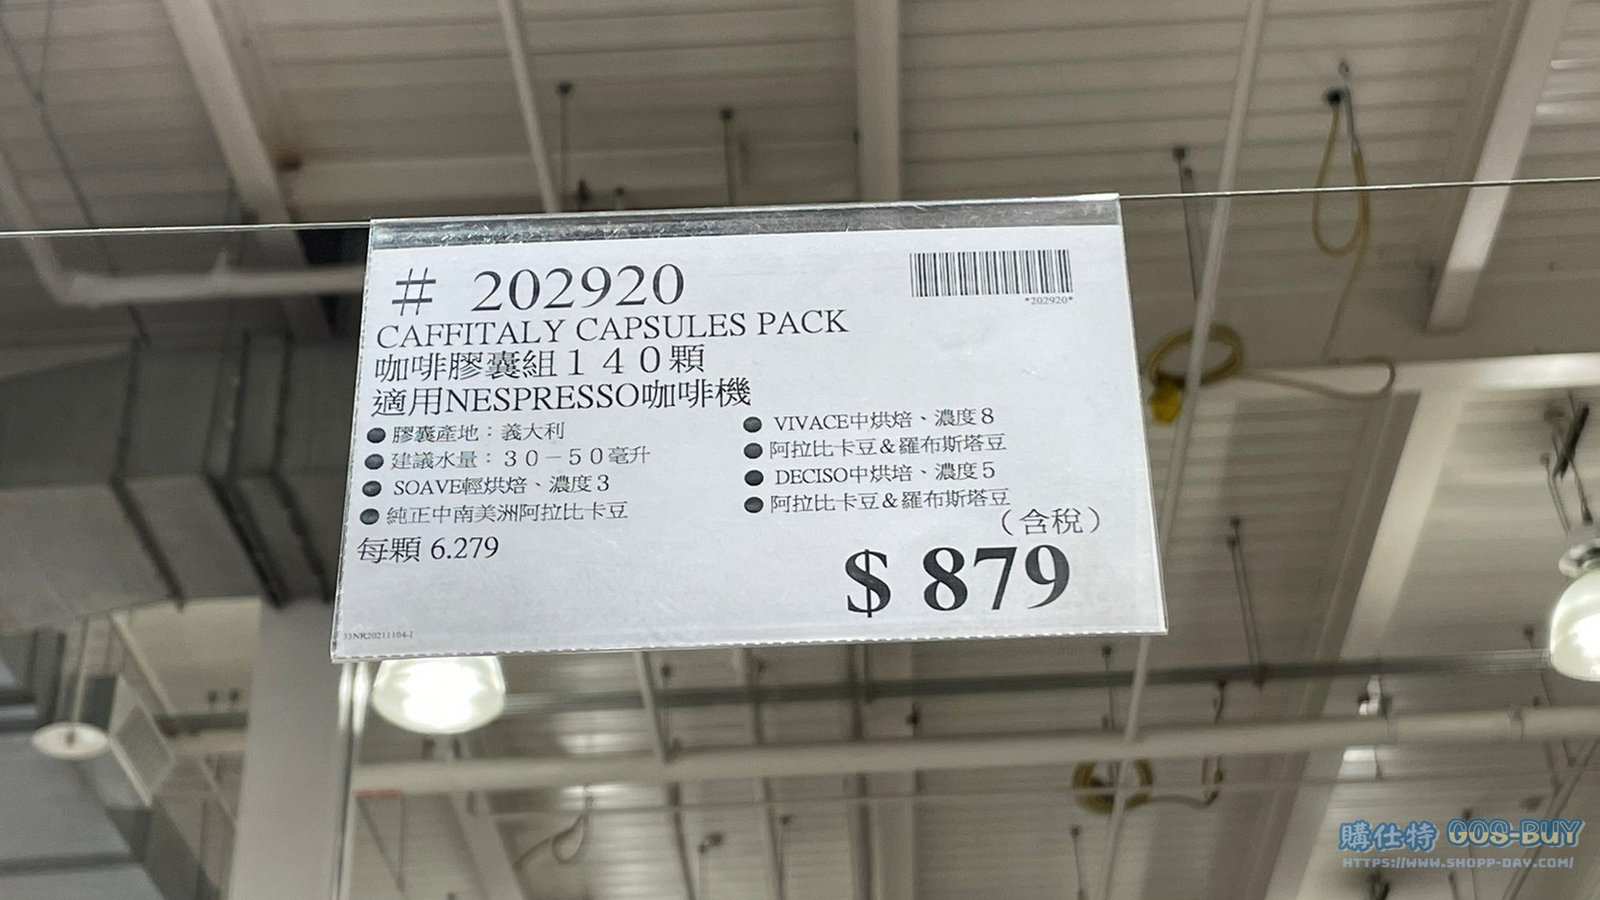 # 202920
*202920*
CAFFITALY CAPSULES PACK
咖啡膠囊組１４０顆
適用NESPRESSO咖啡機
● 膠囊產地：義大利
● 建議水量：３０－５０毫升
● SOAVE輕烘焙、濃度３
● 純正中南美洲阿拉比卡豆
● VIVACE中烘焙、濃度８
● 阿拉比卡豆＆羅布斯塔豆
● DECISO中烘焙、濃度５
● 阿拉比卡豆＆羅布斯塔豆
每顆 6.279
（含稅）
$ 879
33NR20211104-1
購仕特 GOS-BUY
HTTPS://WWW.SHOPP-DAY.COM/